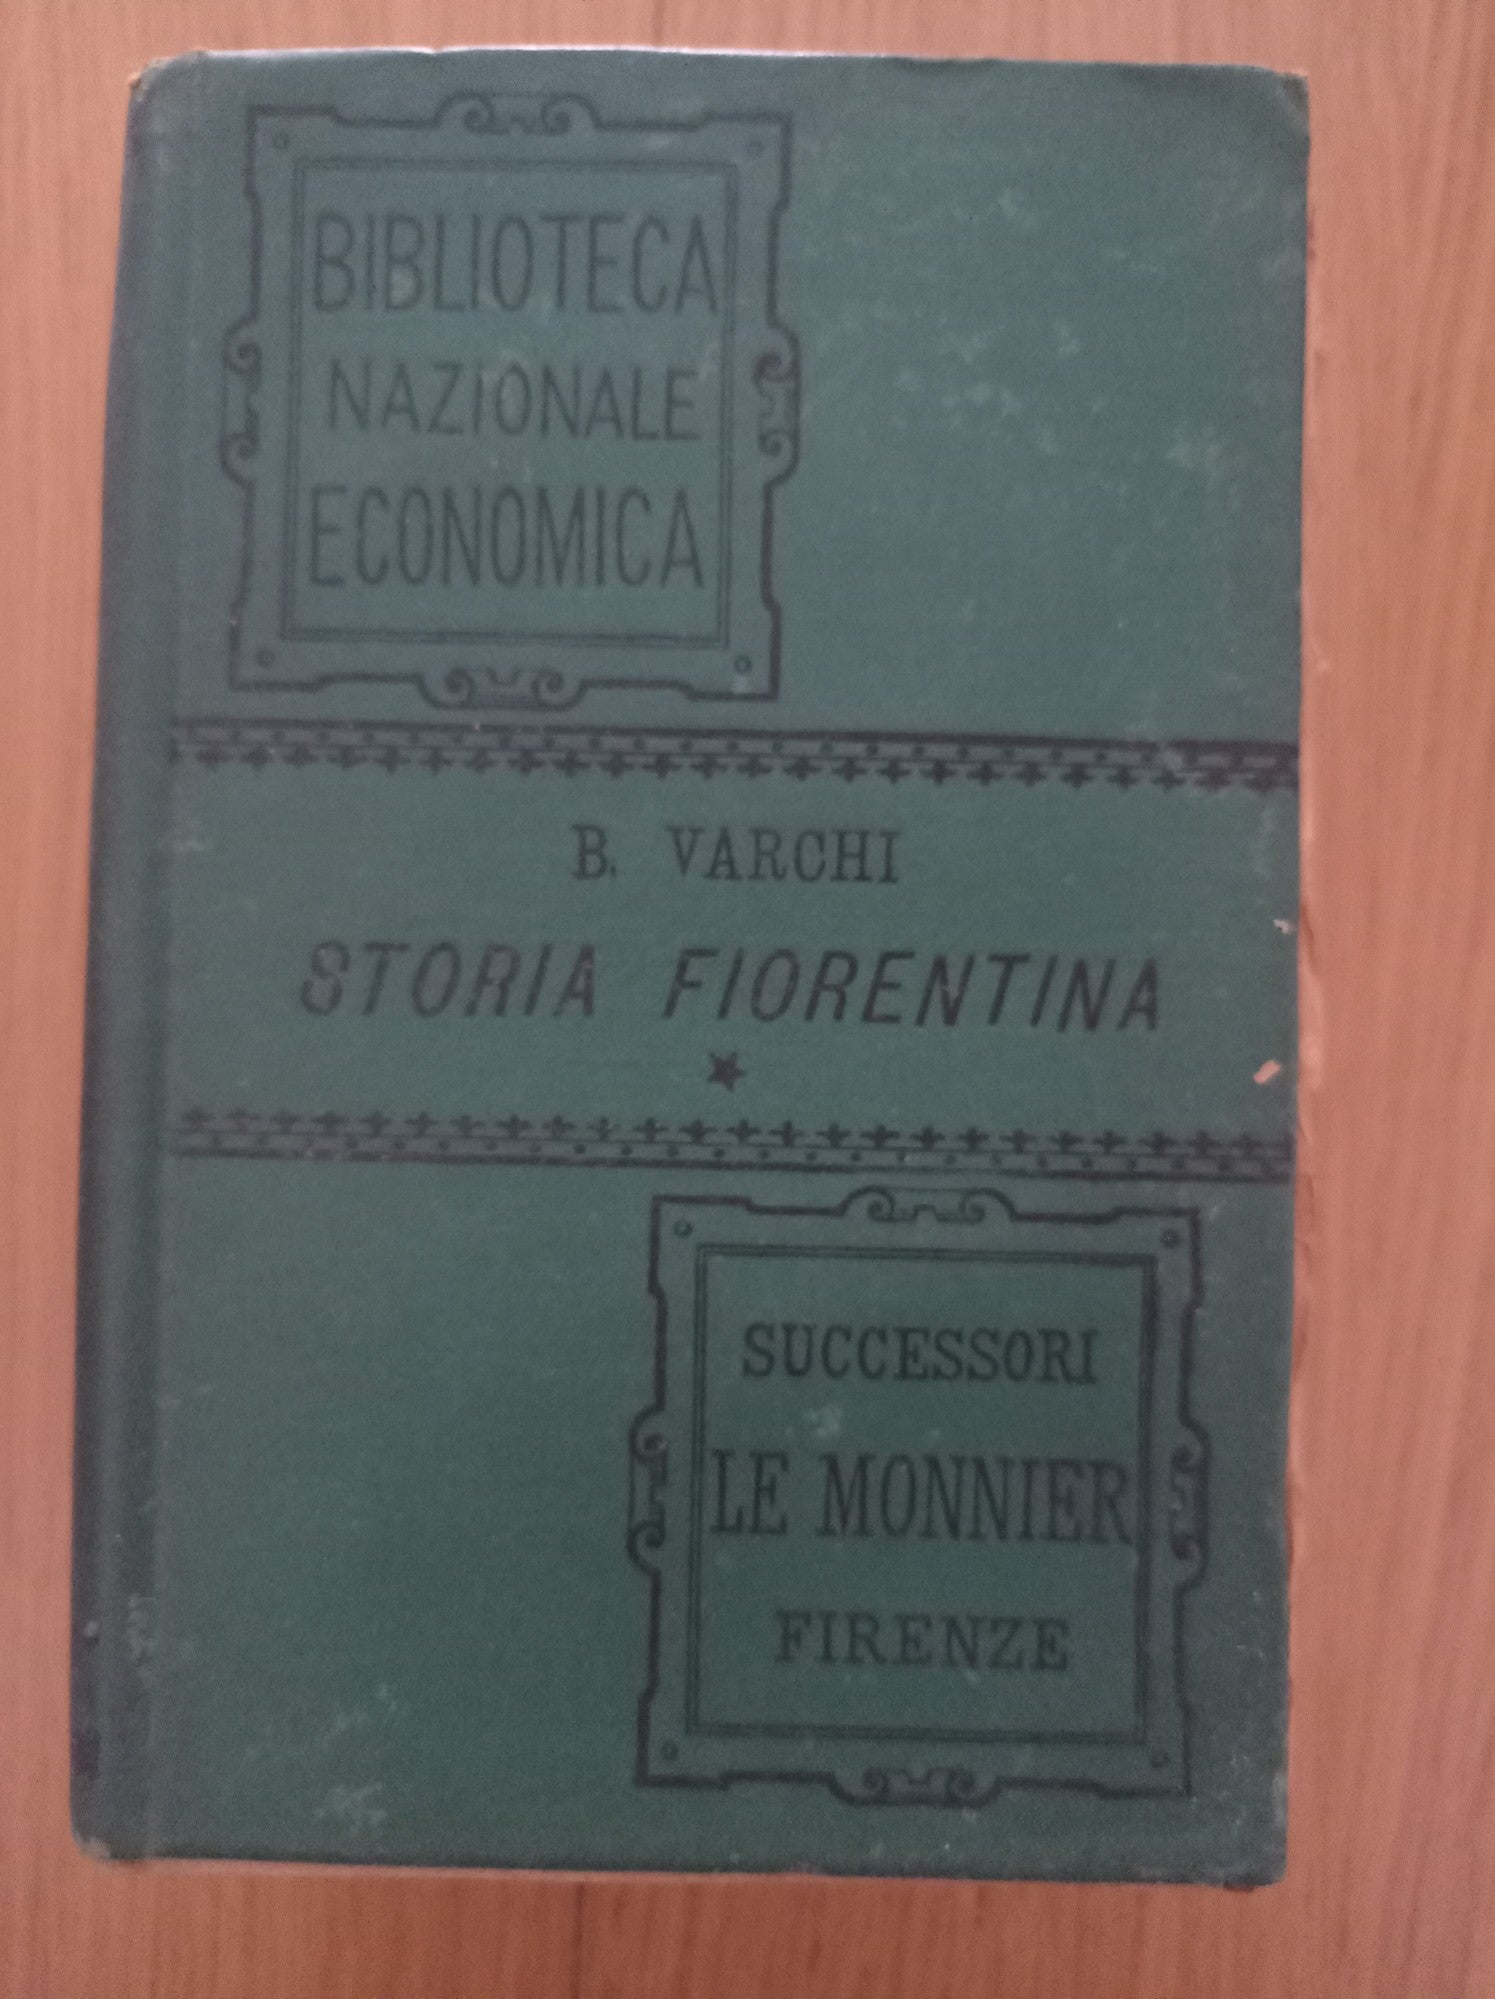 BIBLIOTECA
NAZIONALE
ECONOMICA
B. VARCHI
STORIA FIORENTINA
SUCCESSORI
LE MONNIER
FIRENZE